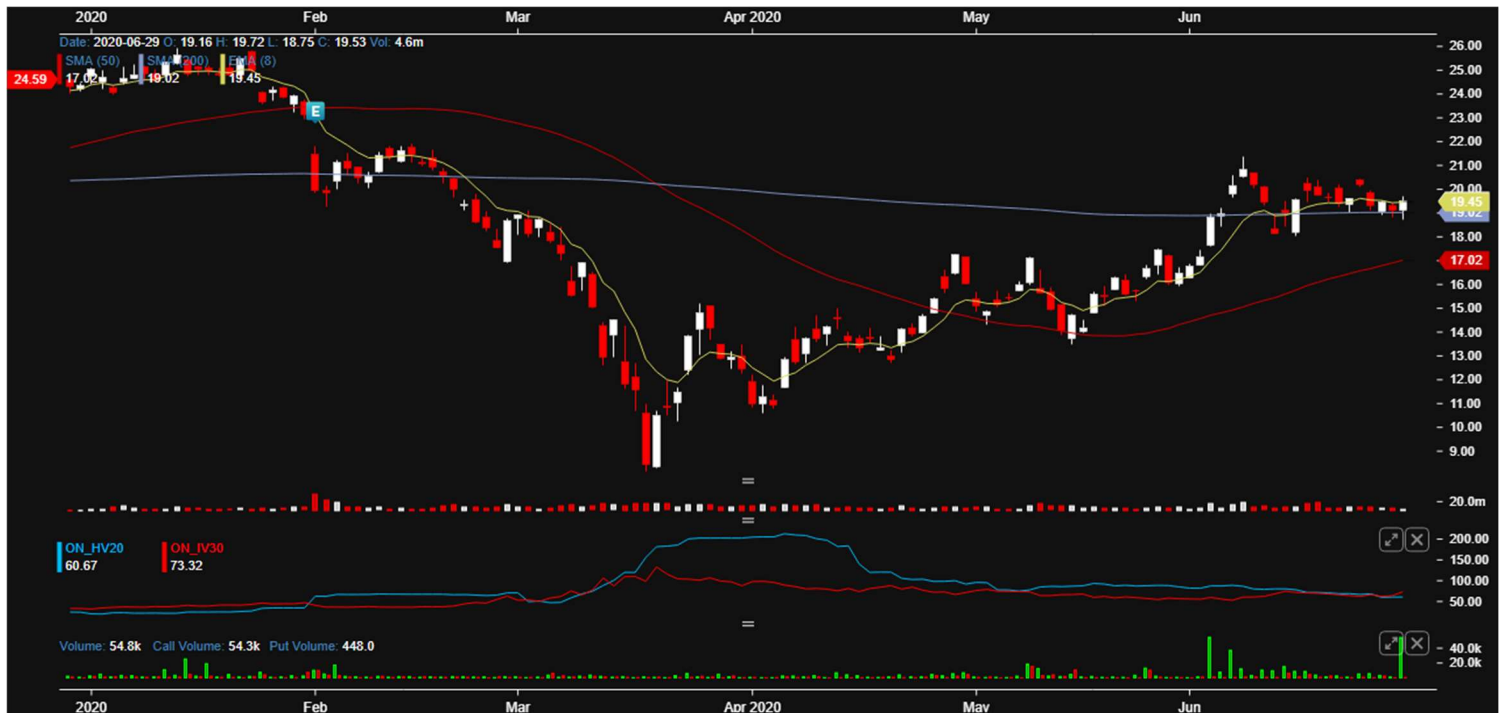 2020 Feb Mar Apr 2020 May Jun
Date: 2020-06-29 O: 19.16 H: 19.72 L: 18.75 C: 19.53 Vol: 4.6m
SMA (50) SMA (200) EMA (8)
17.02 19.02 19.45
24.59
E
26.00
25.00
24.00
23.00
22.00
21.00
20.00
19.45
19.02
18.00
17.02
16.00
15.00
14.00
13.00
12.00
11.00
10.00
9.00
20.0m
ON_HV20 ON_IV30
60.67 73.32
200.00
150.00
100.00
50.00
Volume: 54.8k Call Volume: 54.3k Put Volume: 448.0
40.0k
20.0k
2020 Feb Mar Apr 2020 May Jun